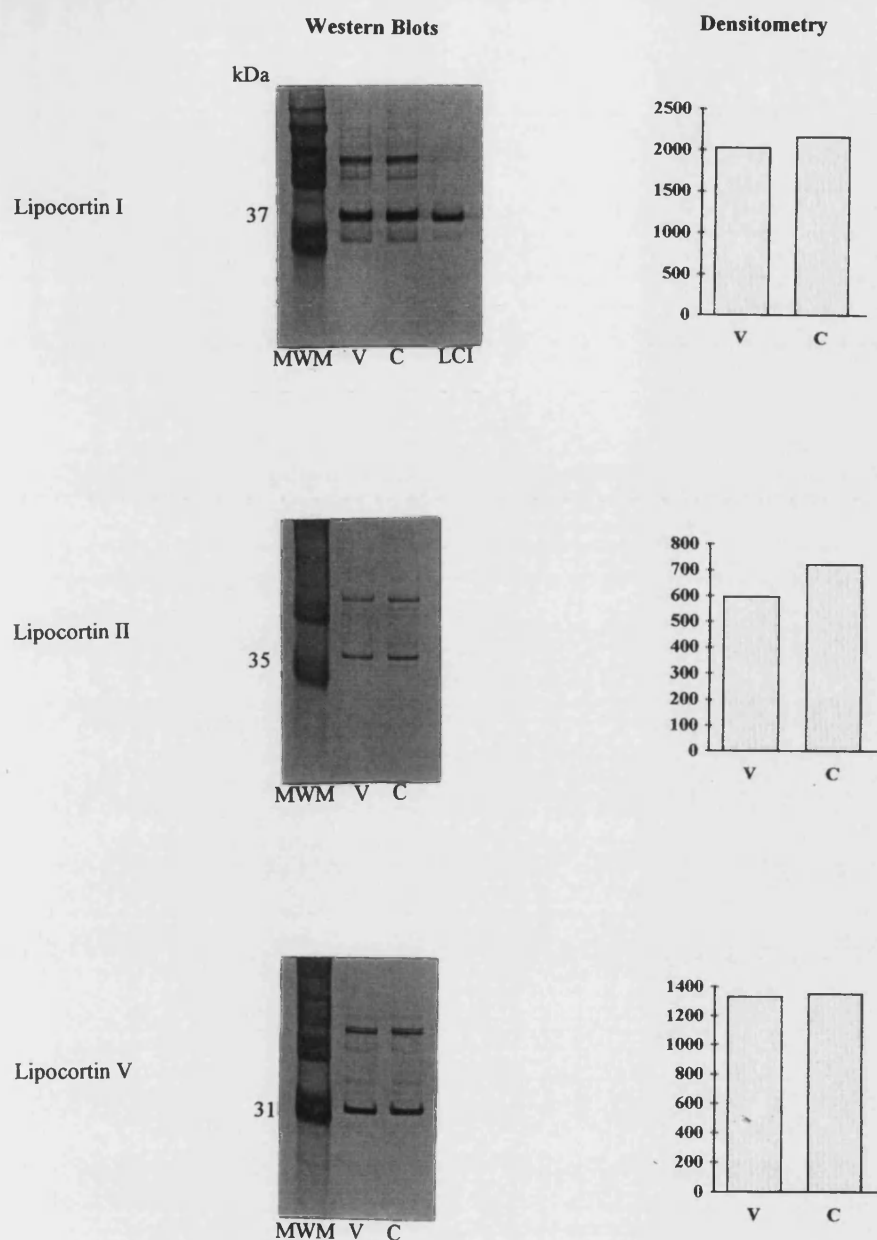 Western Blots
Densitometry
kDa
Lipocortin I
37
MWM V C LCI
2500
2000
1500
1000
500
0
V C
Lipocortin II
35
MWM V C
800
700
600
500
400
300
200
100
0
V C
Lipocortin V
31
MWM V C
1400
1200
1000
800
600
400
200
0
V C